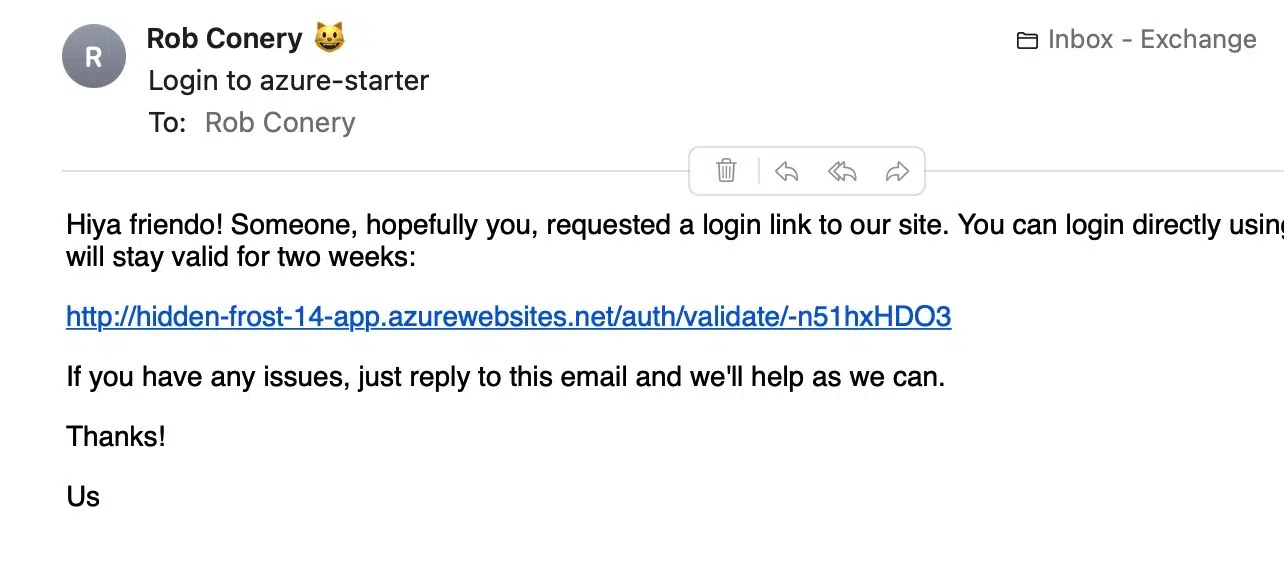 R
Rob Conery 😺
Inbox - Exchange
Login to azure-starter
To: Rob Conery
Hiya friendo! Someone, hopefully you, requested a login link to our site. You can login directly using
will stay valid for two weeks:
http://hidden-frost-14-app.azurewebsites.net/auth/validate/-n51hxHDO3
If you have any issues, just reply to this email and we'll help as we can.
Thanks!
Us